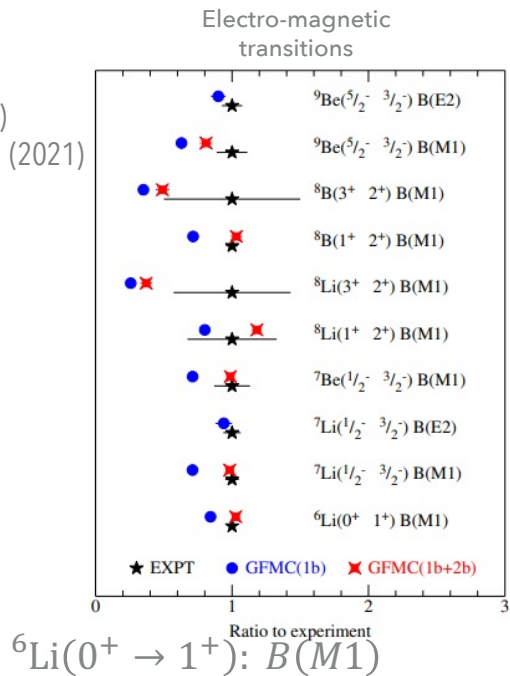 Electro-magnetic
transitions
)
(2021)
⁹Be(⁵/₂⁻ ³/₂⁻) B(E2)
⁹Be(⁵/₂⁻ ³/₂⁻) B(M1)
⁸B(3⁺ 2⁺) B(M1)
⁸B(1⁺ 2⁺) B(M1)
⁸Li(3⁺ 2⁺) B(M1)
⁸Li(1⁺ 2⁺) B(M1)
⁷Be(¹/₂⁻ ³/₂⁻) B(M1)
⁷Li(¹/₂⁻ ³/₂⁻) B(E2)
⁷Li(¹/₂⁻ ³/₂⁻) B(M1)
⁶Li(0⁺ 1⁺) B(M1)
EXPT GFMC(1b) GFMC(1b+2b)
0 1 2 3
Ratio to experiment
⁶Li(0⁺ → 1⁺): B(M1)